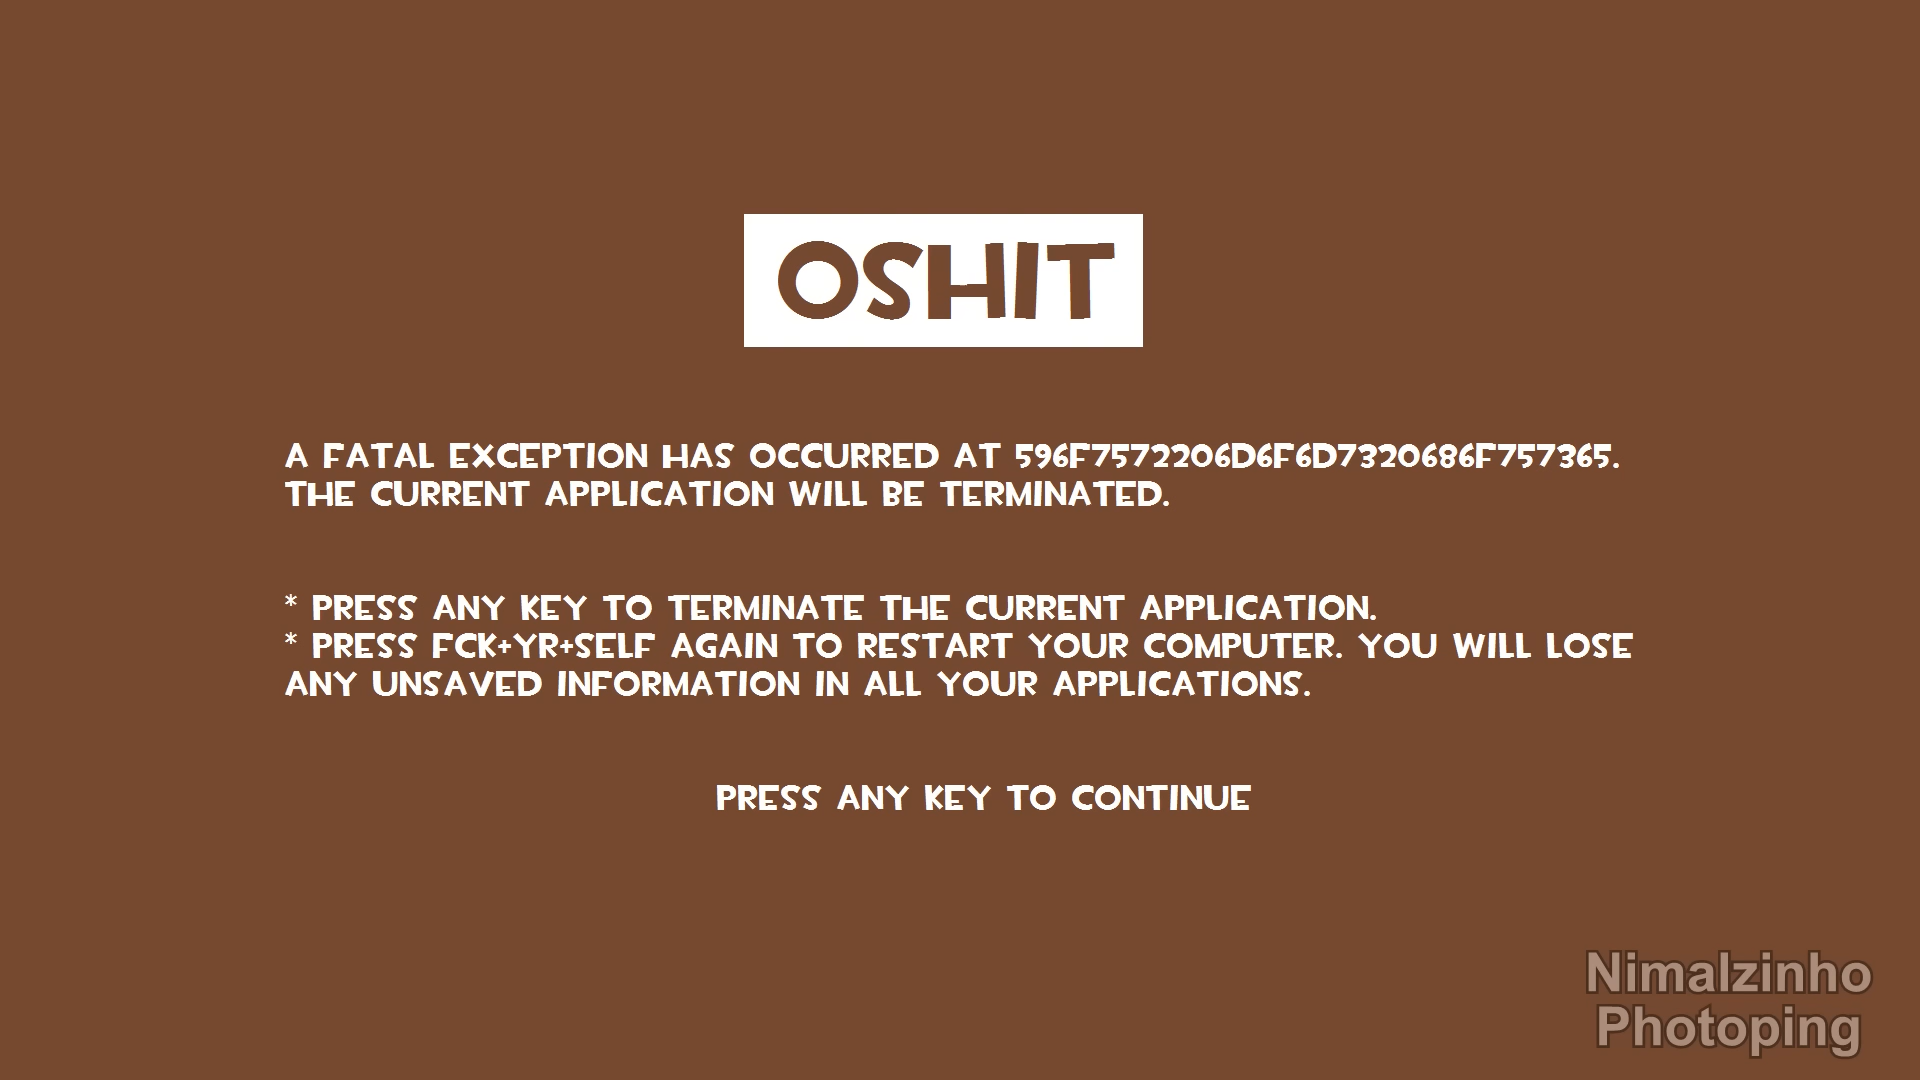 OSHIT
A FATAL EXCEPTION HAS OCCURRED AT 596F7572206D6F6D7320686F757365.
THE CURRENT APPLICATION WILL BE TERMINATED.
* PRESS ANY KEY TO TERMINATE THE CURRENT APPLICATION.
* PRESS FCK+YR+SELF AGAIN TO RESTART YOUR COMPUTER. YOU WILL LOSE
ANY UNSAVED INFORMATION IN ALL YOUR APPLICATIONS.
PRESS ANY KEY TO CONTINUE
Nimalzinho
Photoping